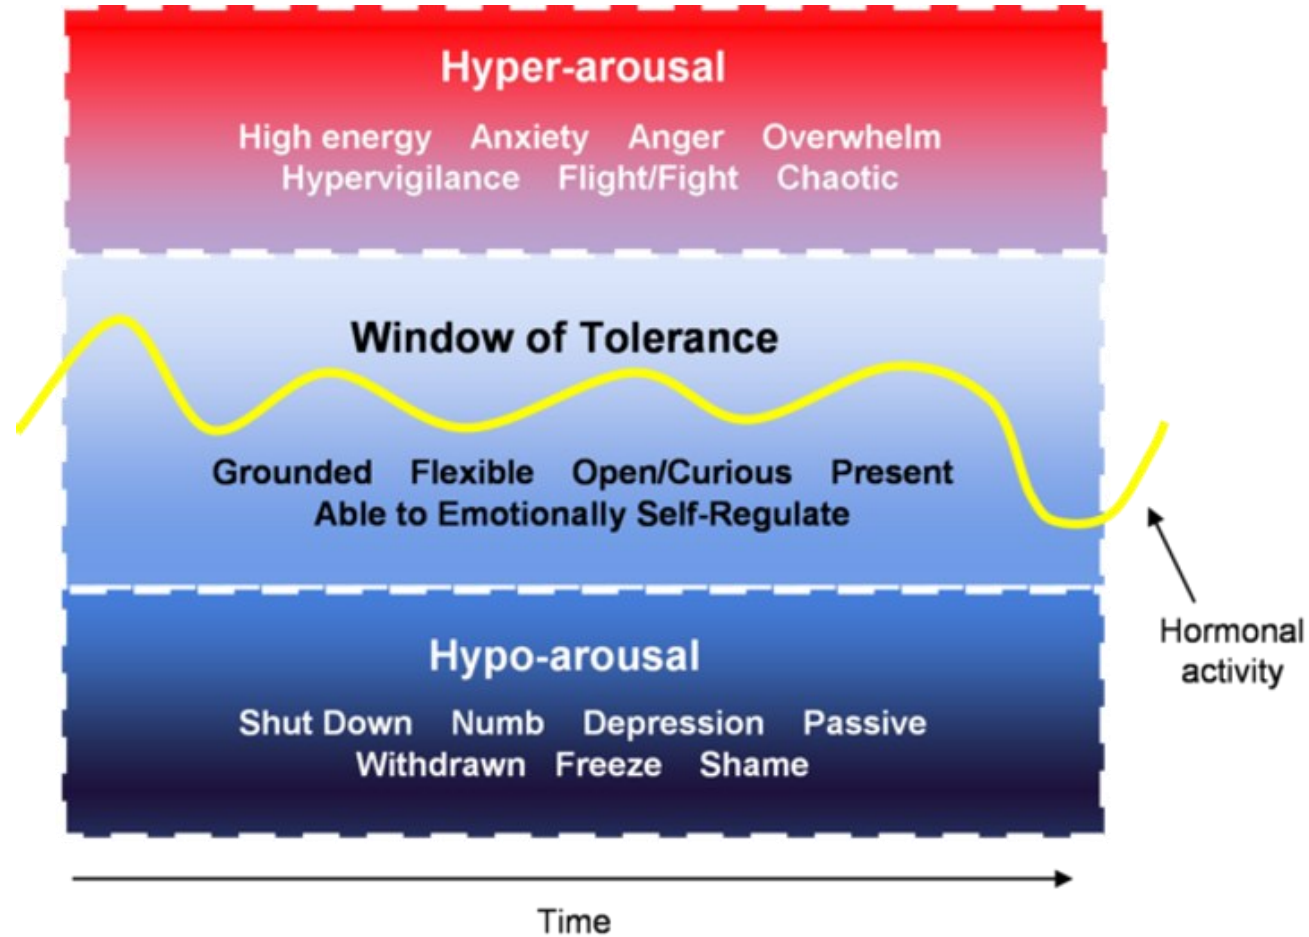 Hyper-arousal
High energy Anxiety Anger Overwhelm
Hypervigilance Flight/Fight Chaotic
Window of Tolerance
Grounded Flexible Open/Curious Present
Able to Emotionally Self-Regulate
Hypo-arousal
Shut Down Numb Depression Passive
Withdrawn Freeze Shame
Hormonal
activity
Time